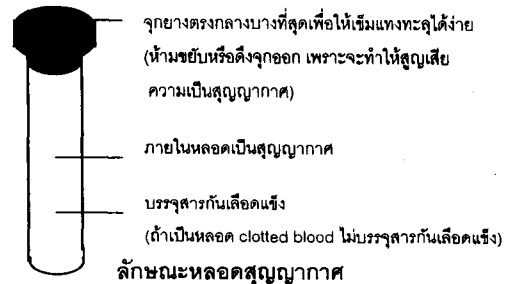 จุกยางตรงกลางบางที่สุดเพื่อให้เข็มแทงทะลุได้ง่าย
(ห้ามขยับหรือดึงจุกออก เพราะจะทำให้สูญเสีย
ความเป็นสุญญากาศ)
ภายในหลอดเป็นสุญญากาศ
บรรจุสารกันเลือดแข็ง
(ถ้าเป็นหลอด clotted blood ไม่บรรจุสารกันเลือดแข็ง)
ลักษณะหลอดสุญญากาศ